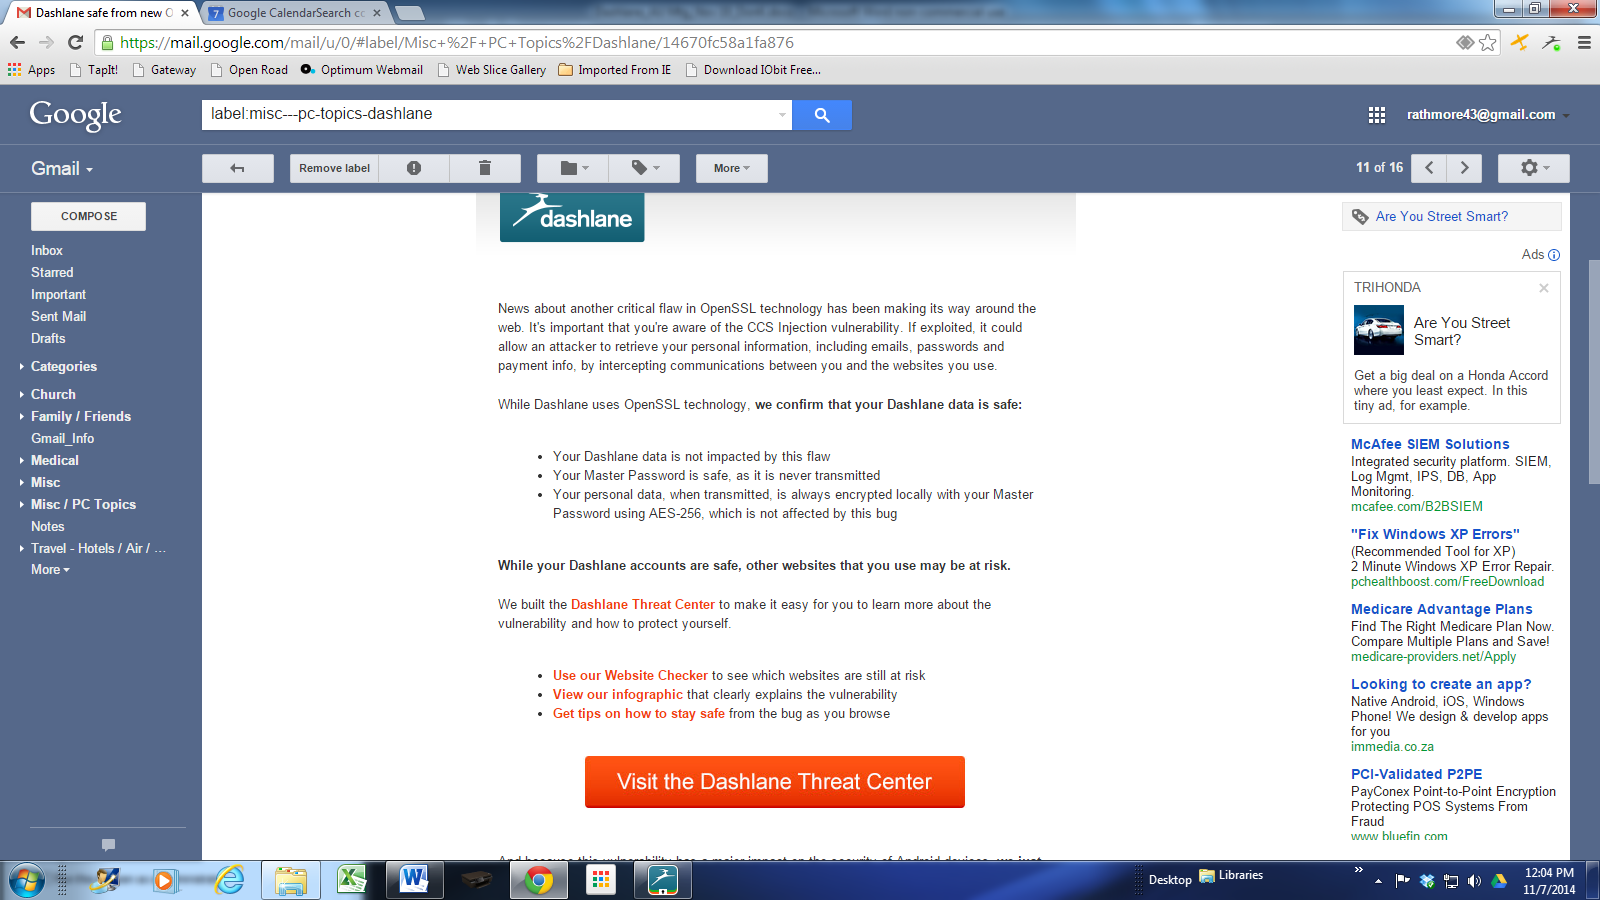 Dashlane safe from new O
Google CalendarSearch co
https://mail.google.com/mail/u/0/#label/Misc+%2F+PC+Topics%2FDashlane/14670fc58a1fa876
Apps TapIt! Gateway Open Road Optimum Webmail Web Slice Gallery Imported From IE Download IObit Free...
Google
label:misc---pc-topics-dashlane
rathmore43@gmail.com
Gmail
Remove label
More
11 of 16
COMPOSE
Inbox
Starred
Important
Sent Mail
Drafts
Categories
Church
Family / Friends
Gmail_Info
Medical
Misc
Misc / PC Topics
Notes
Travel - Hotels / Air / ...
More
dashlane
News about another critical flaw in OpenSSL technology has been making its way around the
web. It's important that you're aware of the CCS Injection vulnerability. If exploited, it could
allow an attacker to retrieve your personal information, including emails, passwords and
payment info, by intercepting communications between you and the websites you use.
While Dashlane uses OpenSSL technology, we confirm that your Dashlane data is safe:
• Your Dashlane data is not impacted by this flaw
• Your Master Password is safe, as it is never transmitted
• Your personal data, when transmitted, is always encrypted locally with your Master
Password using AES-256, which is not affected by this bug
While your Dashlane accounts are safe, other websites that you use may be at risk.
We built the Dashlane Threat Center to make it easy for you to learn more about the
vulnerability and how to protect yourself.
• Use our Website Checker to see which websites are still at risk
• View our infographic that clearly explains the vulnerability
• Get tips on how to stay safe from the bug as you browse
Visit the Dashlane Threat Center
And because this vulnerability has a major impact on the security of Android devices, we just
Are You Street Smart?
Ads
TRIHONDA
Are You Street
Smart?
Get a big deal on a Honda Accord
where you least expect. In this
tiny ad, for example.
McAfee SIEM Solutions
Integrated security platform. SIEM,
Log Mgmt, IPS, DB, App
Monitoring.
mcafee.com/B2BSIEM
"Fix Windows XP Errors"
(Recommended Tool for XP)
2 Minute Windows XP Error Repair.
pchealthboost.com/FreeDownload
Medicare Advantage Plans
Find The Right Medicare Plan Now.
Compare Multiple Plans and Save!
medicare-providers.net/Apply
Looking to create an app?
Native Android, iOS, Windows
Phone! We design & develop apps
for you
immedia.co.za
PCI-Validated P2PE
PayConex Point-to-Point Encryption
Protecting POS Systems From
Fraud
www.bluefin.com
Desktop
Libraries
12:04 PM
11/7/2014